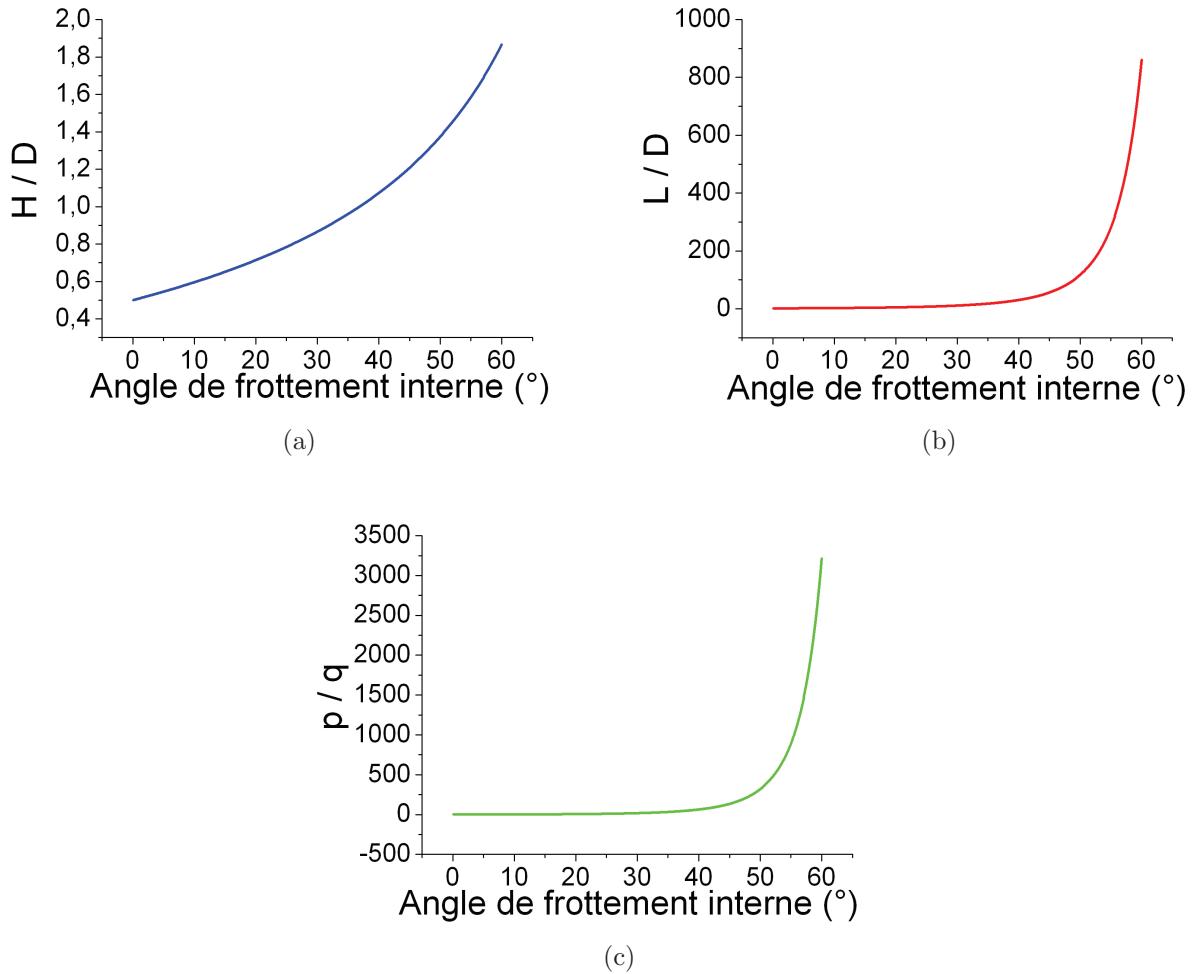 2,0
1,8
1,6
1,4
1,2
1,0
0,8
0,6
0,4
H / D
0 10 20 30 40 50 60
Angle de frottement interne (°)
(a)
1000
800
600
400
200
0
L / D
0 10 20 30 40 50 60
Angle de frottement interne (°)
(b)
3500
3000
2500
2000
1500
1000
500
0
-500
p / q
0 10 20 30 40 50 60
Angle de frottement interne (°)
(c)